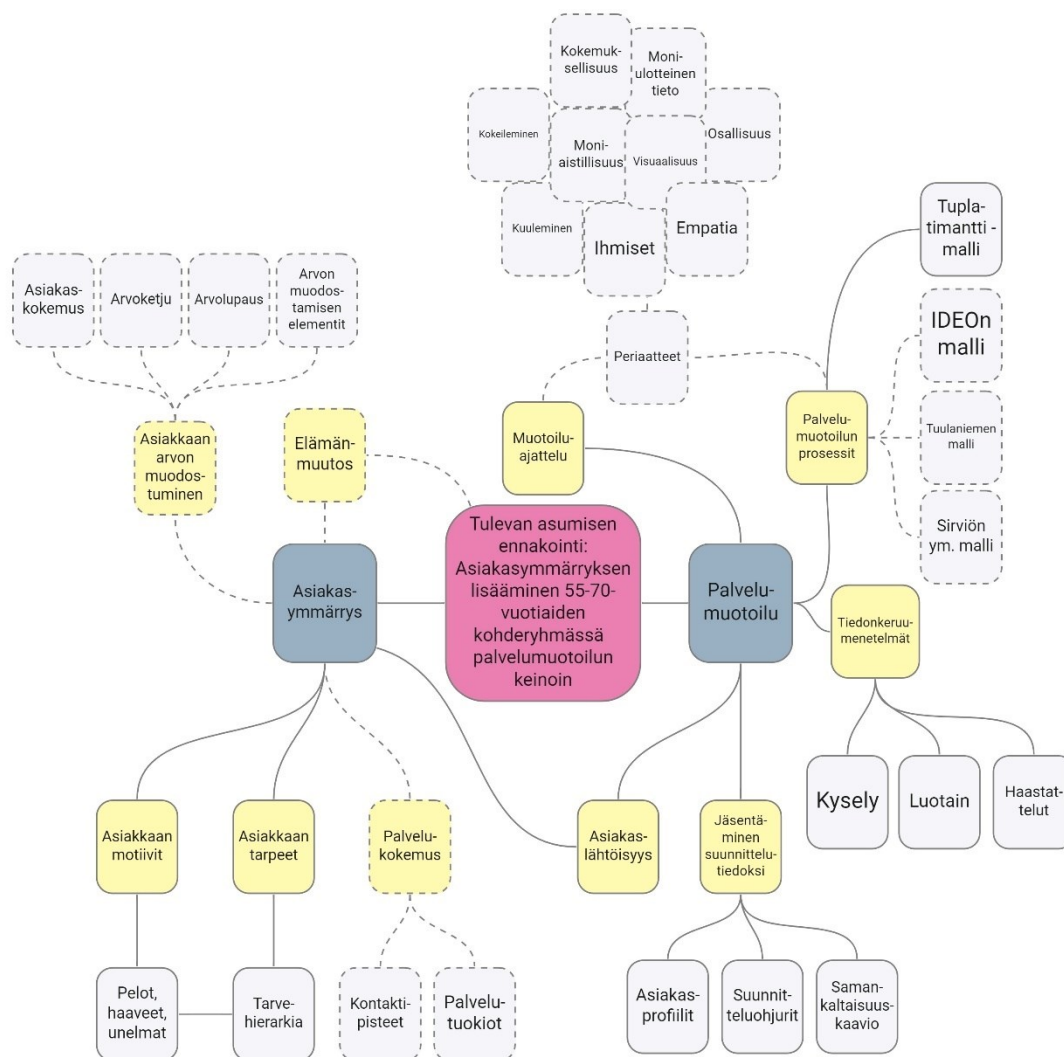 Kokemuk-
sellisuus
Moni-
ulotteinen
tieto
Kokeileminen
Moni-
aistillisuus
Visuaalisuus
Osallisuus
Kuuleminen
Ihmiset
Empatia
Tupla-
timantti -
malli
Asiakas-
kokemus
Arvoketju
Arvolupaus
Arvon
muodos-
tamisen
elementit
IDEOn
malli
Periaatteet
Asiakkaan
arvon
muodos-
tuminen
Elämän-
muutos
Muotoilu-
ajattelu
Palvelu-
muotoilun
prosessit
Tuulaniemen
malli
Sirviön
ym. malli
Asiakas-
ymmärrys
Tulevan asumisen
ennakointi:
Asiakasymmärryksen
lisääminen 55-70-
vuotiaiden
kohderyhmässä
palvelumuotoilun
keinoin
Palvelu-
muotoilu
Tiedonkeruu-
menetelmät
Kysely
Luotain
Haastat-
telut
Asiakkaan
motiivit
Asiakkaan
tarpeet
Palvelu-
kokemus
Asiakas-
lähtöisyys
Jäsentä-
minen
suunnittelu-
tiedoksi
Pelot,
haaveet,
unelmat
Tarve-
hierarkia
Kontakti-
pisteet
Palvelu-
tuokiot
Asiakas-
profiilit
Suunnit-
teluohjurit
Saman-
kaltaisuus-
kaavio